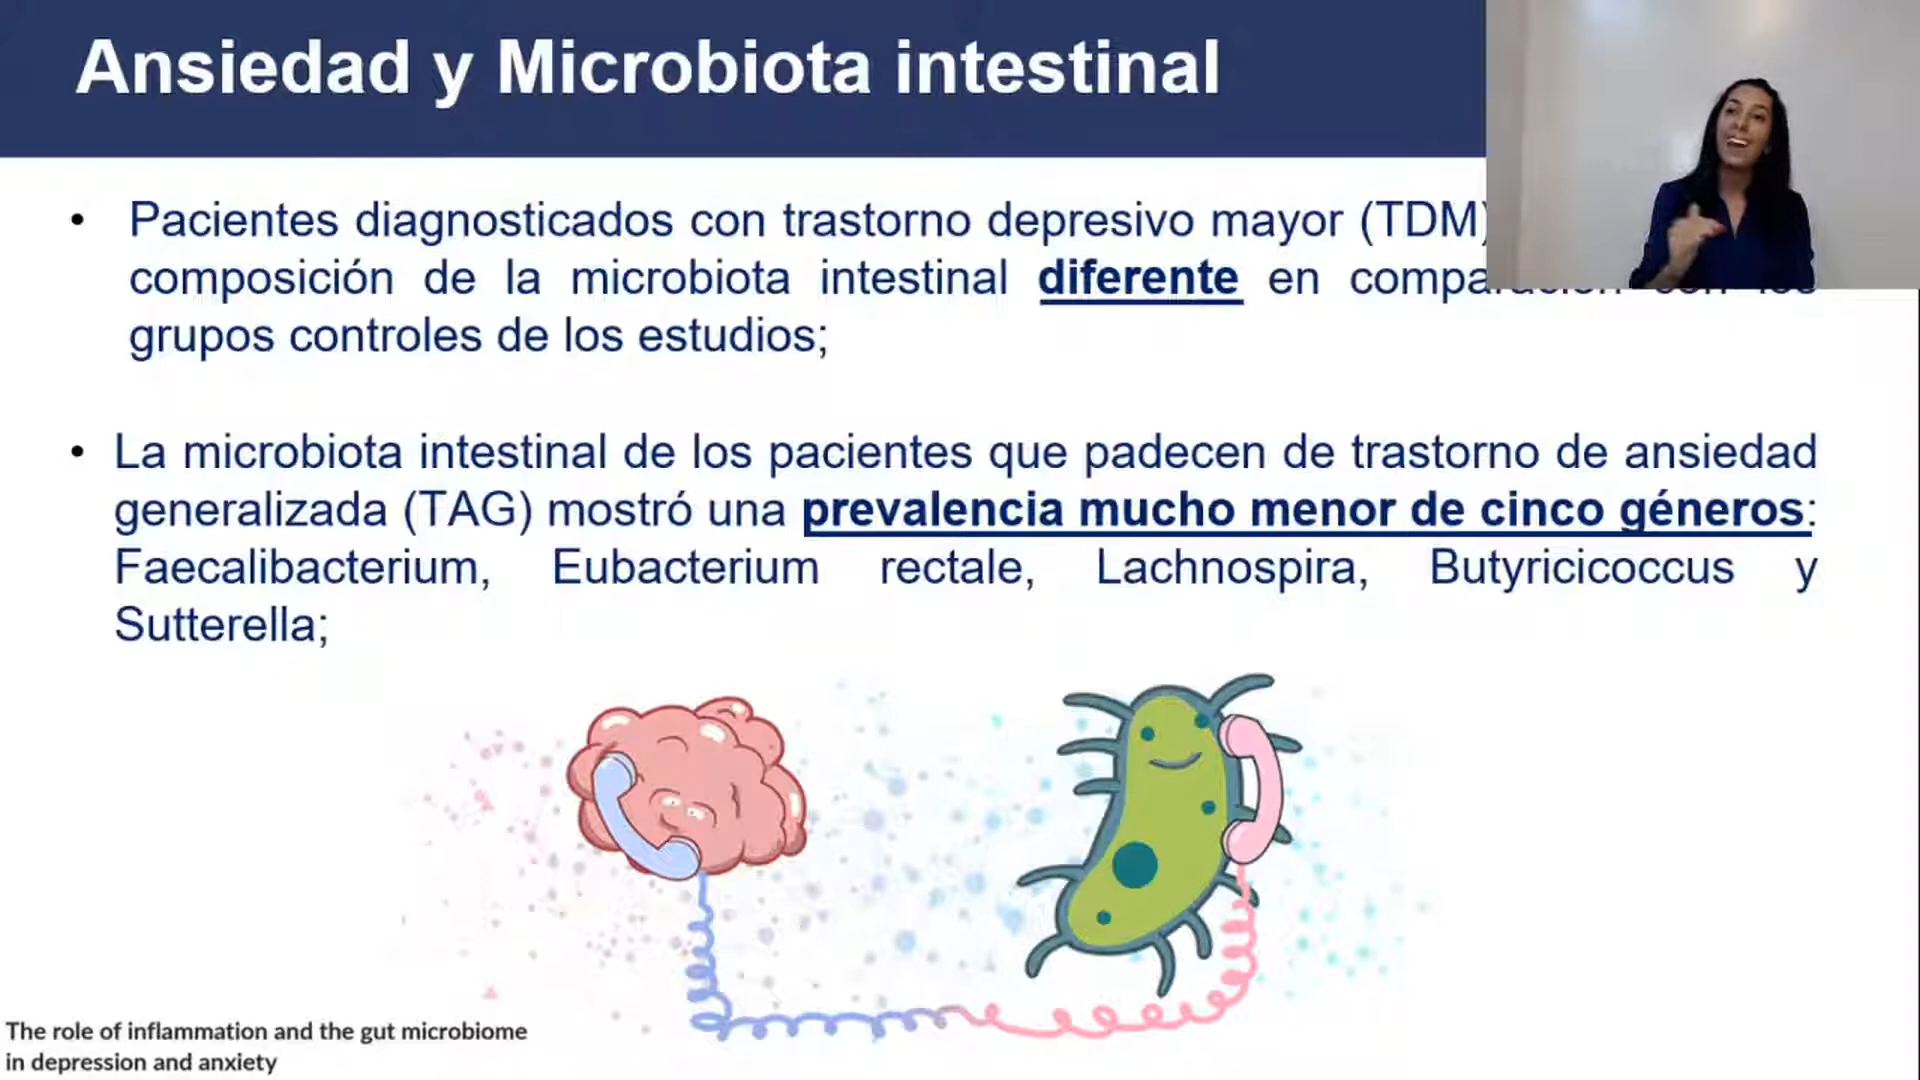 Ansiedad y Microbiota intestinal
• Pacientes diagnosticados con trastorno depresivo mayor (TDM)
composición de la microbiota intestinal diferente en
grupos controles de los estudios;
• La microbiota intestinal de los pacientes que padecen de trastorno de ansiedad
generalizada (TAG) mostró una prevalencia mucho menor de cinco géneros:
Faecalibacterium, Eubacterium rectale, Lachnospira, Butyricicoccus y
Sutterella;
The role of inflammation and the gut microbiome
in depression and anxiety